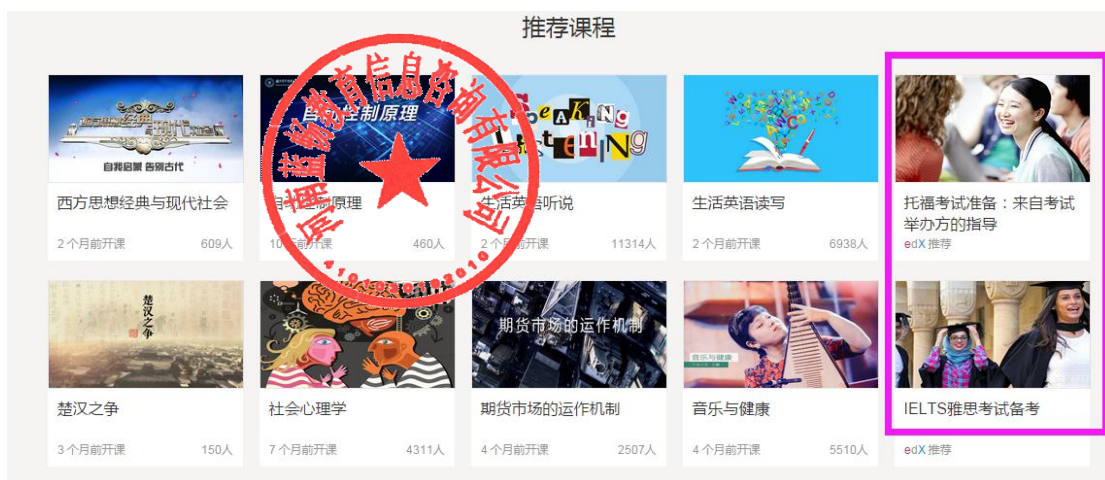 推荐课程
自我启蒙 告别古代
自动控制原理
SpeakiNg
生活英语听说
西方思想经典与现代社会
2 个月前开课
609人
自动控制原理
460人
2 个月前开课
11314人
生活英语读写
2 个月前开课
6938人
托福考试准备：来自考试
举办方的指导
edX 推荐
楚汉之争
楚汉之争
3 个月前开课
150人
社会心理学
7 个月前开课
4311人
期货市场的运作机制
期货市场的运作机制
4 个月前开课
2507人
音乐与健康
音乐与健康
4 个月前开课
5510人
IELTS雅思考试备考
edX 推荐